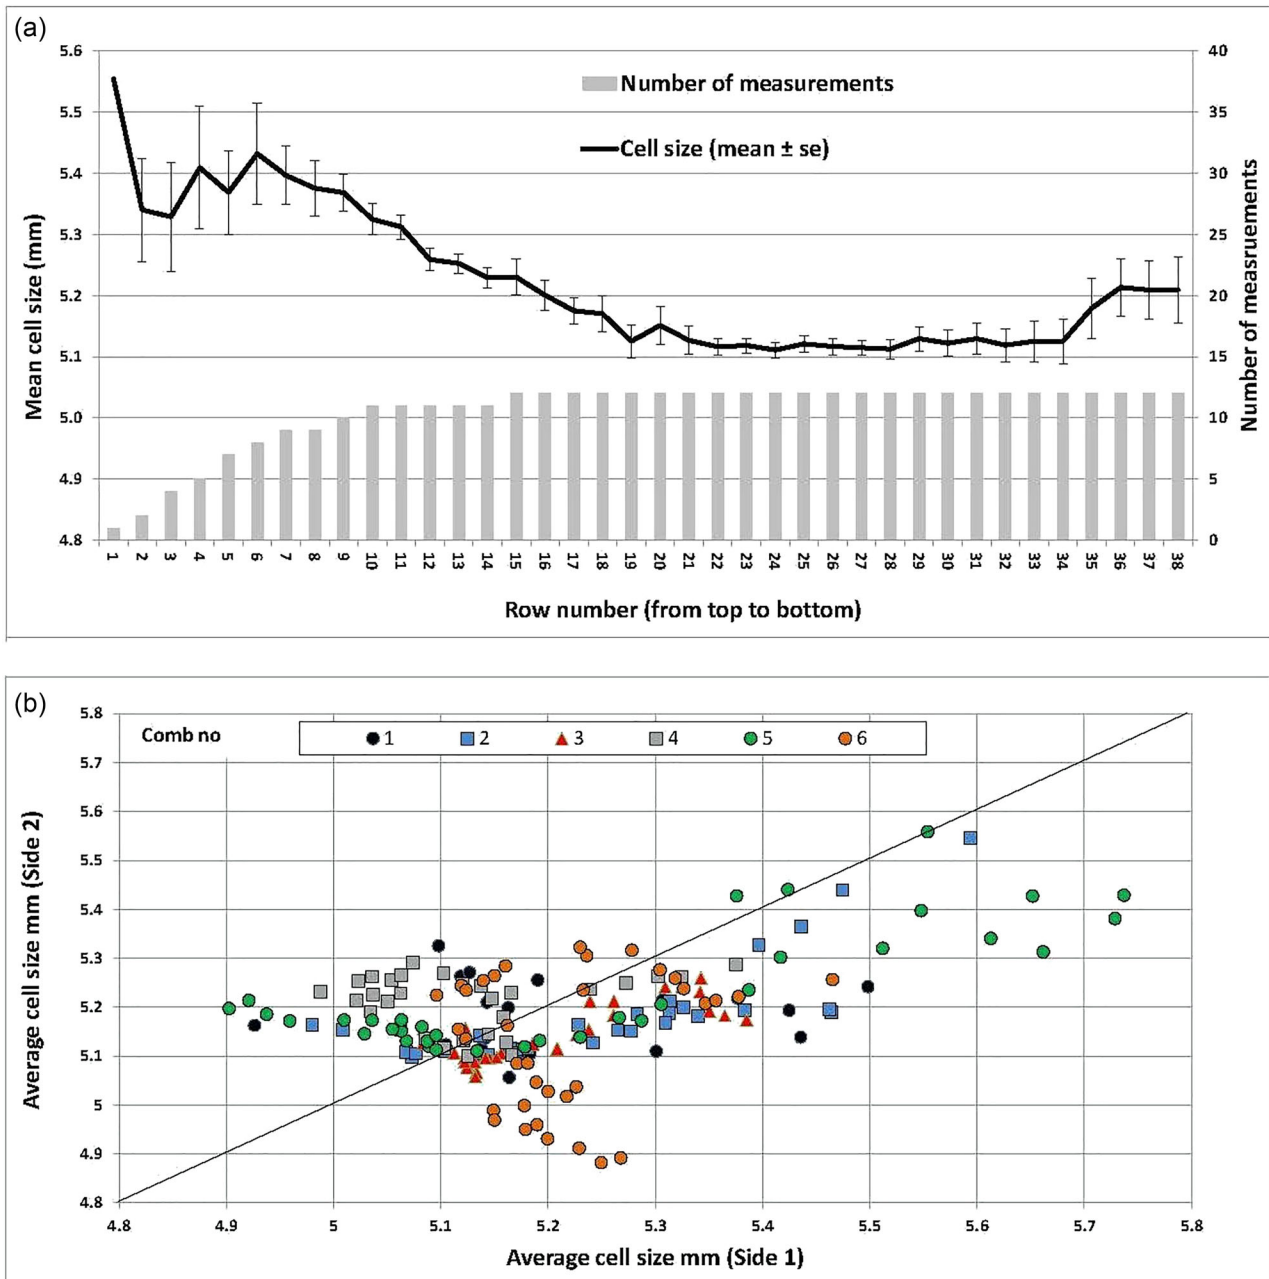 (a)
5.6
5.5
5.4
5.3
5.2
5.1
5.0
4.9
4.8
Mean cell size (mm)
Number of measurements
Cell size (mean ± se)
40
35
30
25
20
15
10
5
0
Number of measruements
1 2 3 4 5 6 7 8 9 10 11 12 13 14 15 16 17 18 19 20 21 22 23 24 25 26 27 28 29 30 31 32 33 34 35 36 37 38
Row number (from top to bottom)
(b)
5.8
5.7
5.6
5.5
5.4
5.3
5.2
5.1
5
4.9
4.8
Average cell size mm (Side 2)
Comb no 1 2 3 4 5 6
4.8 4.9 5 5.1 5.2 5.3 5.4 5.5 5.6 5.7 5.8
Average cell size mm (Side 1)